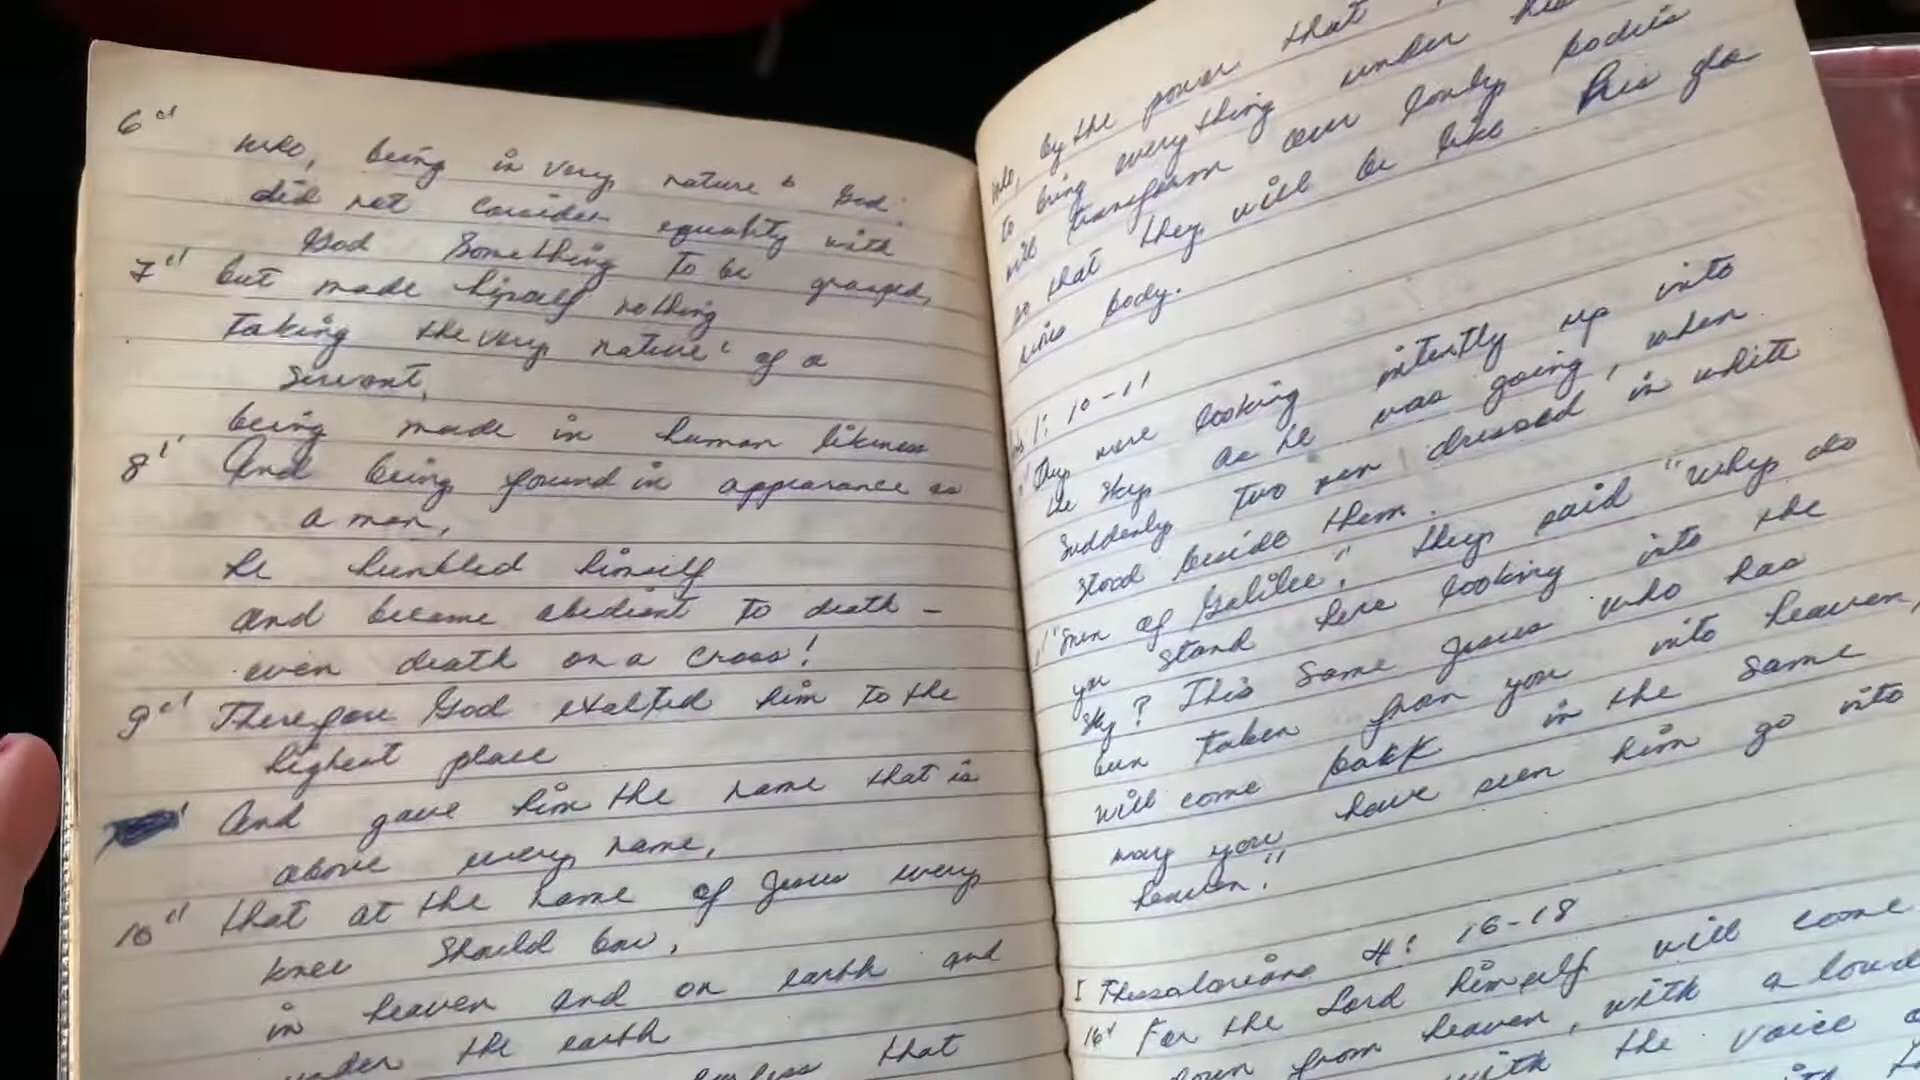 6"
who, being in very nature b God
did not consider equality with
God something to be grasped,
7" but made himself nothing
taking the very nature c of a
servant,
being made in human likeness
8' And being found in appearance as
a man,
he humbled himself
and became obedient to death -
even death on a cross!
9" Therefore God exalted him to the
highest place
And gave him the name that is
above every name,
10" that at the name of Jesus every
knee should bow,
in heaven and on earth and
under the earth
that
who, by the power that
to bring everything under his
will transform our lowly bodies
so that they will be like his glo
rius body.
1: 10-11
They were looking intently up into
the sky as he was going, when
suddenly two men dressed in white
stood beside them.
"Men of Galilee," they said "Why do
you stand here looking into the
sky? This same Jesus who has
been taken from you into heaven,
will come back in the same
way you have seen him go into
heaven."
I Thessalonians 4: 16-18
16" For the Lord himself will come
down from heaven, with a loud
with the voice
with